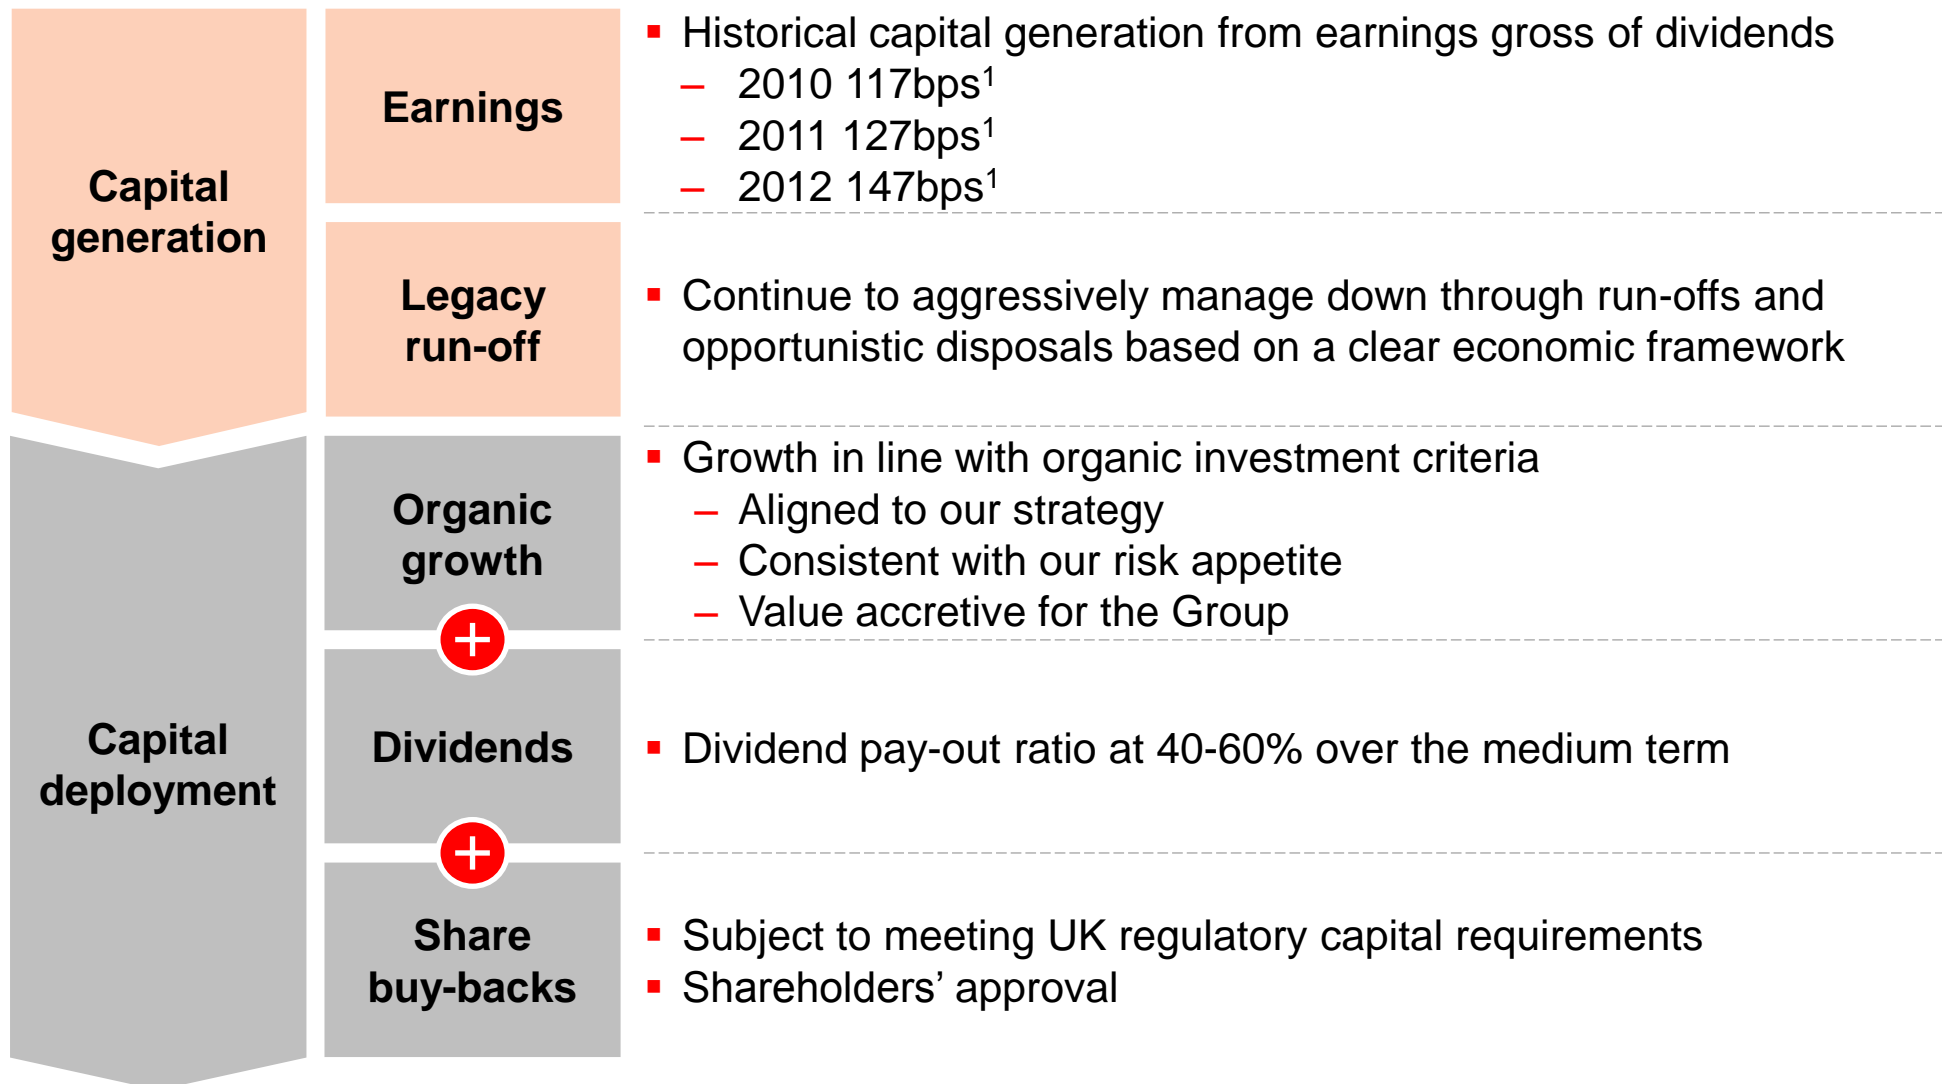 Capital
generation
Earnings
▪ Historical capital generation from earnings gross of dividends
– 2010 117bps¹
– 2011 127bps¹
– 2012 147bps¹
Legacy
run-off
▪ Continue to aggressively manage down through run-offs and
opportunistic disposals based on a clear economic framework
Capital
deployment
Organic
growth
▪ Growth in line with organic investment criteria
– Aligned to our strategy
– Consistent with our risk appetite
– Value accretive for the Group
+
Dividends
▪ Dividend pay-out ratio at 40-60% over the medium term
+
Share
buy-backs
▪ Subject to meeting UK regulatory capital requirements
▪ Shareholders’ approval